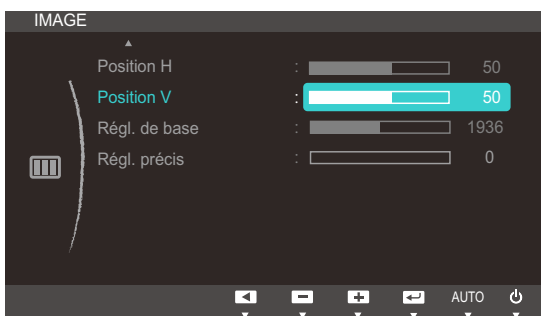 IMAGE
Position H : 50
Position V : 50
Régl. de base : 1936
Régl. précis : 0
AUTO